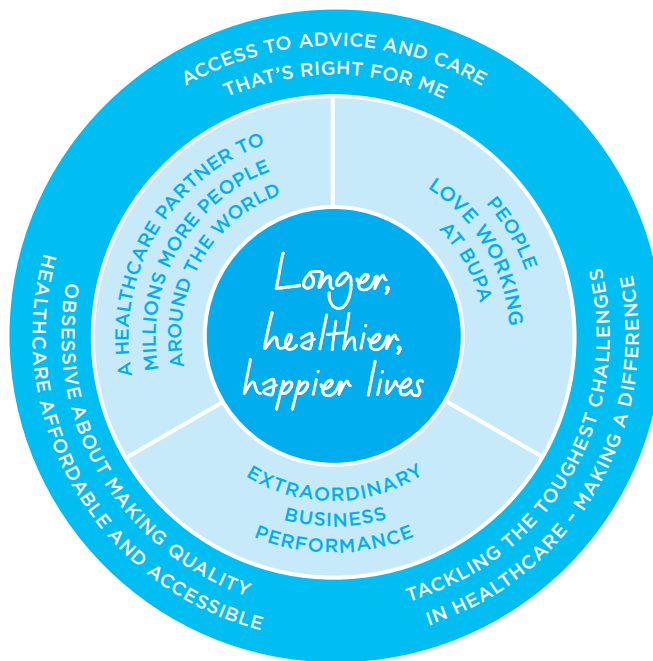 ACCESS TO ADVICE AND CARE
THAT'S RIGHT FOR ME
A HEALTHCARE PARTNER TO
MILLIONS MORE PEOPLE
AROUND THE WORLD
PEOPLE
LOVE WORKING
AT BUPA
Longer,
healthier,
happier lives
EXTRAORDINARY
BUSINESS
PERFORMANCE
OBSESSIVE ABOUT MAKING QUALITY
HEALTHCARE AFFORDABLE AND ACCESSIBLE
TACKLING THE TOUGHEST CHALLENGES
IN HEALTHCARE – MAKING A DIFFERENCE